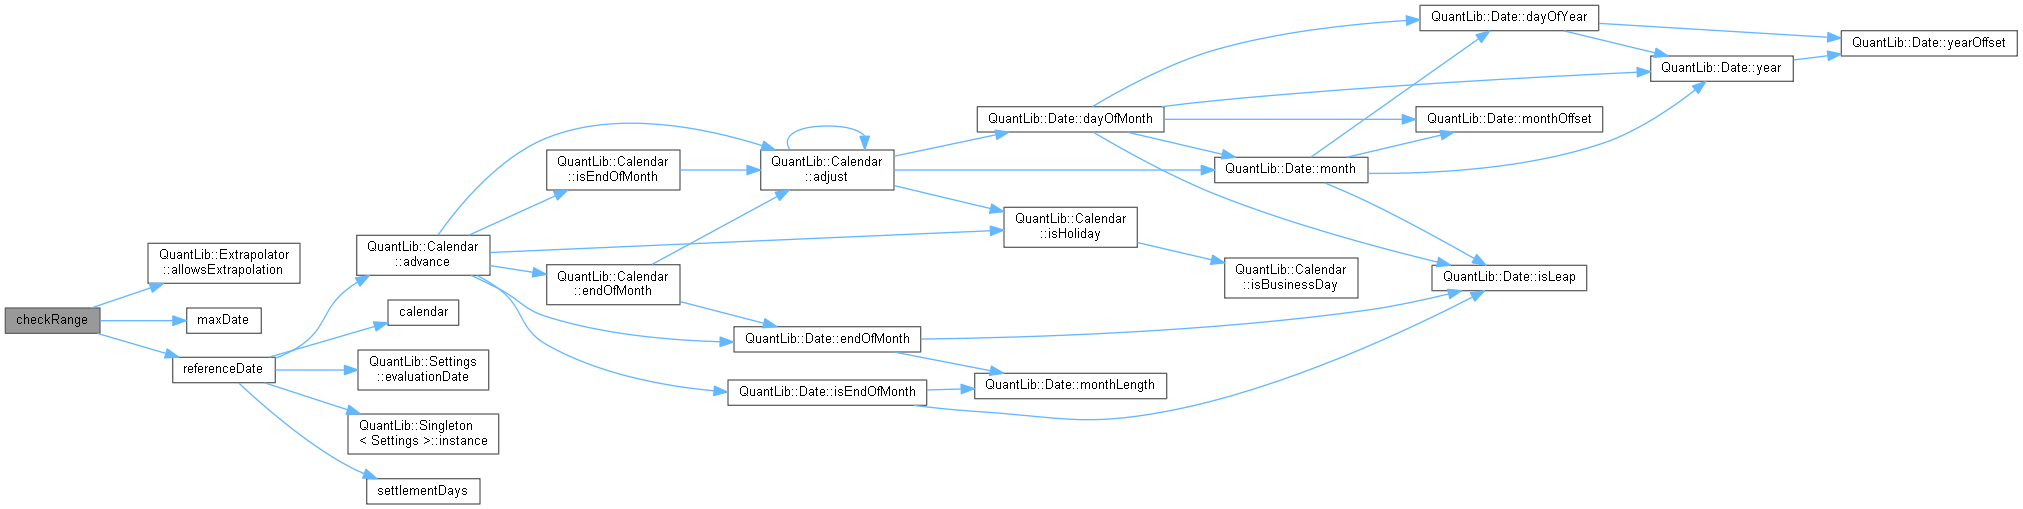 checkRange
QuantLib::Extrapolator
::allowsExtrapolation
maxDate
referenceDate
QuantLib::Calendar
::advance
calendar
QuantLib::Settings
::evaluationDate
QuantLib::Singleton
< Settings >::instance
settlementDays
QuantLib::Calendar
::isEndOfMonth
QuantLib::Calendar
::endOfMonth
QuantLib::Calendar
::adjust
QuantLib::Date::endOfMonth
QuantLib::Date::isEndOfMonth
QuantLib::Date::dayOfMonth
QuantLib::Calendar
::isHoliday
QuantLib::Date::monthLength
QuantLib::Date::month
QuantLib::Calendar
::isBusinessDay
QuantLib::Date::dayOfYear
QuantLib::Date::monthOffset
QuantLib::Date::isLeap
QuantLib::Date::year
QuantLib::Date::yearOffset